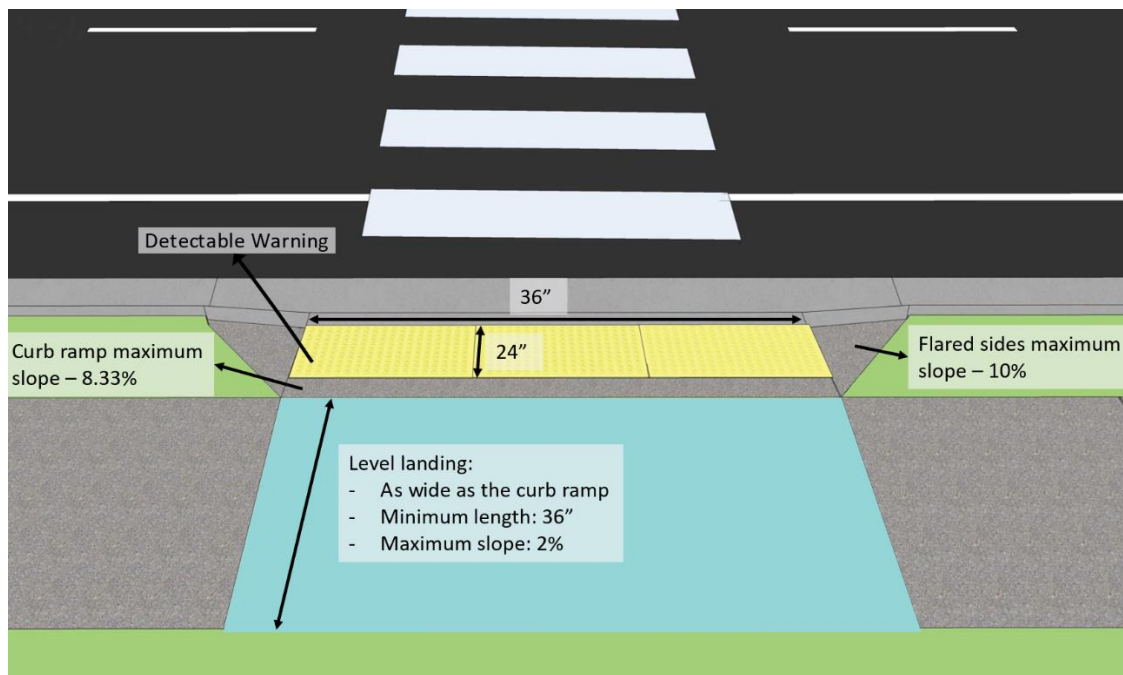 Detectable Warning
36”
24”
Curb ramp maximum
slope – 8.33%
Flared sides maximum
slope – 10%
Level landing:
- As wide as the curb ramp
- Minimum length: 36”
- Maximum slope: 2%